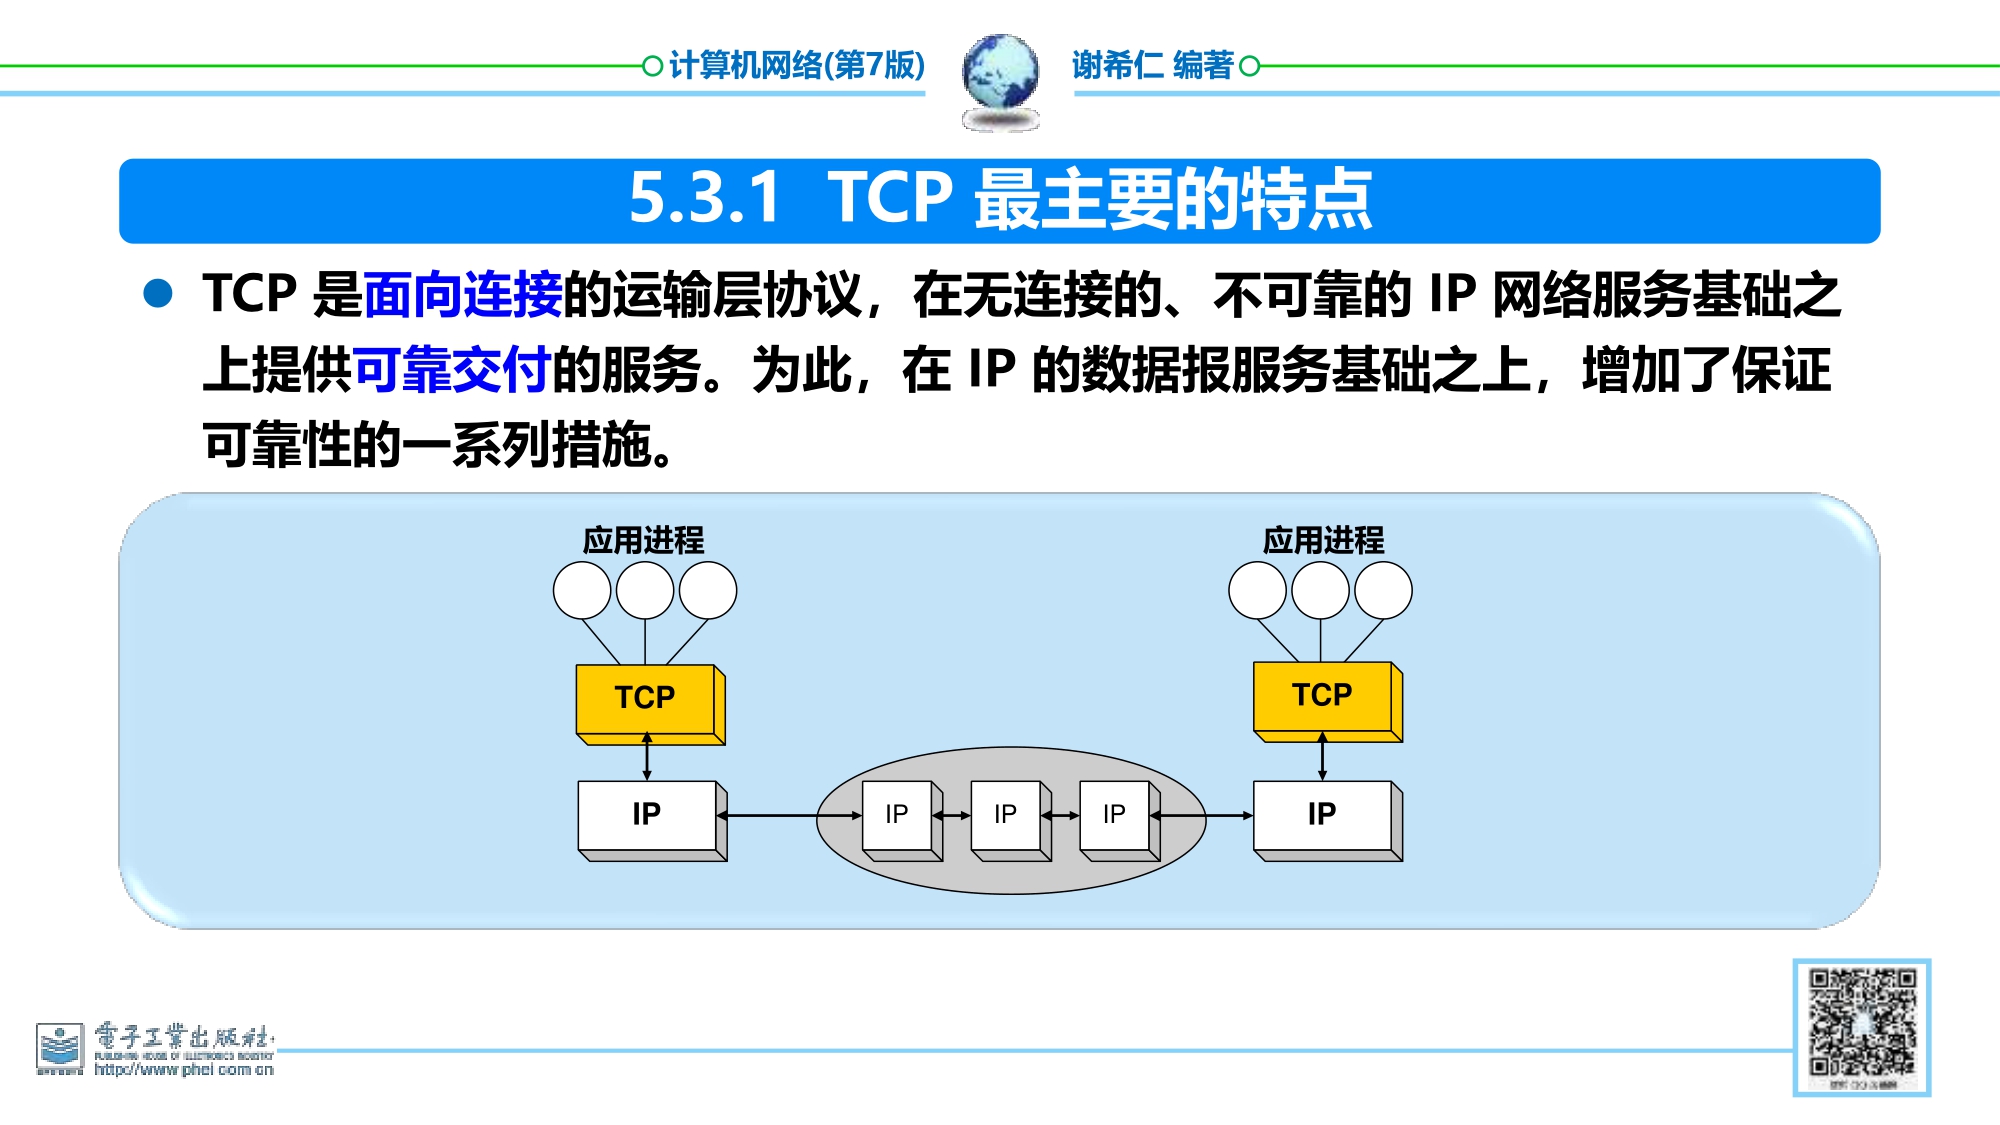 计算机网络(第7版)
谢希仁 编著
5.3.1 TCP 最主要的特点
TCP 是面向连接的运输层协议，在无连接的、不可靠的 IP 网络服务基础之
上提供可靠交付的服务。为此，在 IP 的数据报服务基础之上，增加了保证
可靠性的一系列措施。
应用进程
应用进程
TCP
TCP
IP
IP
IP
IP
IP
電子工業出版社
PUBLISHING HOUSE OF ELECTRONICS INDUSTRY
http://www.phei.com.cn